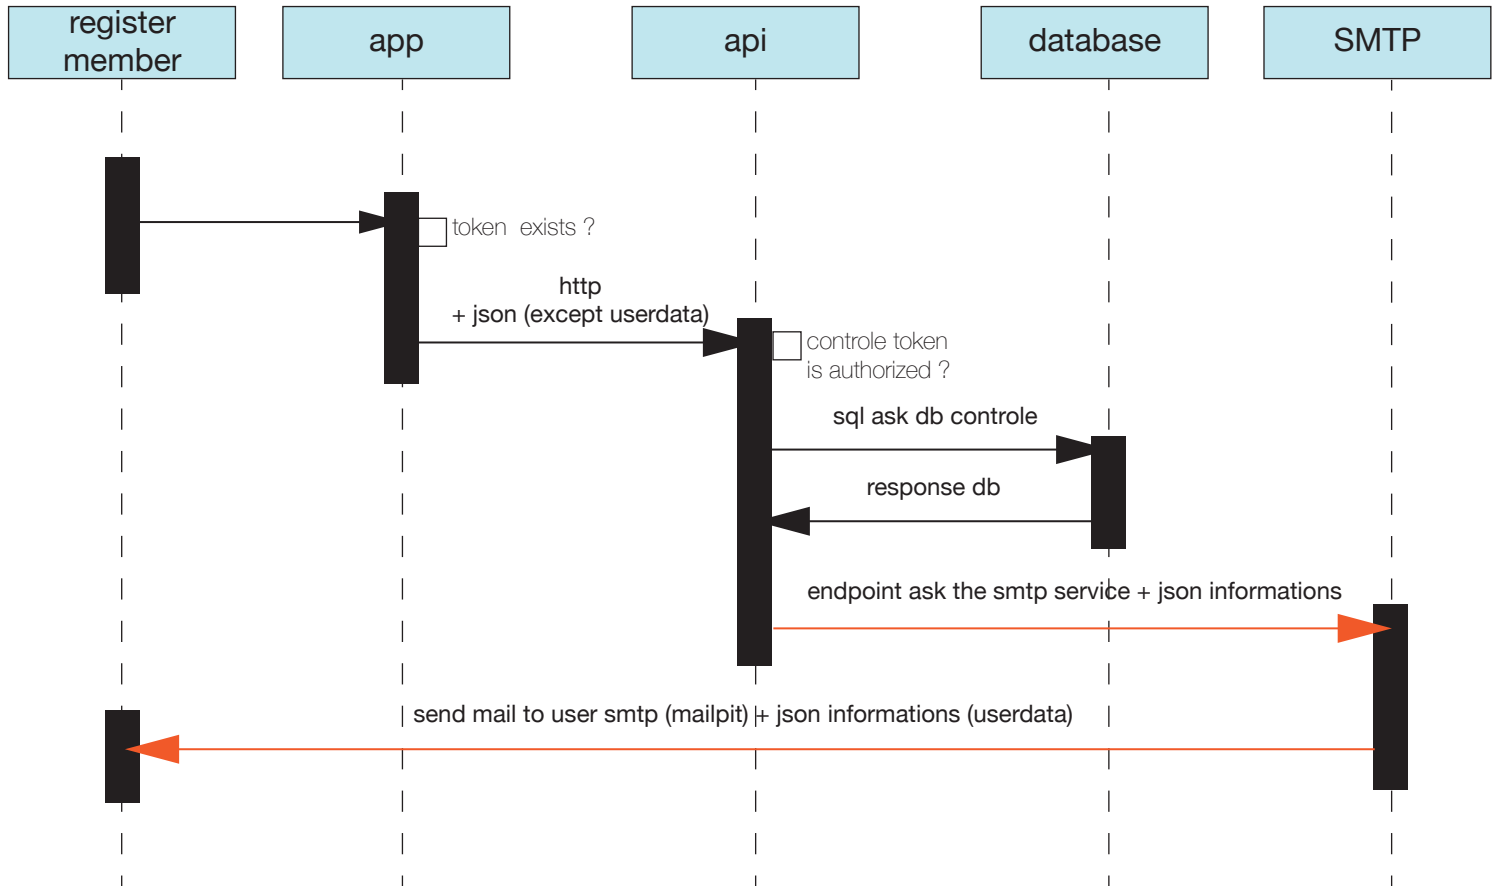 register
member
app
api
database
SMTP
token exists ?
http
+ json (except userdata)
controle token
is authorized ?
sql ask db controle
response db
endpoint ask the smtp service + json informations
send mail to user smtp (mailpit) + json informations (userdata)